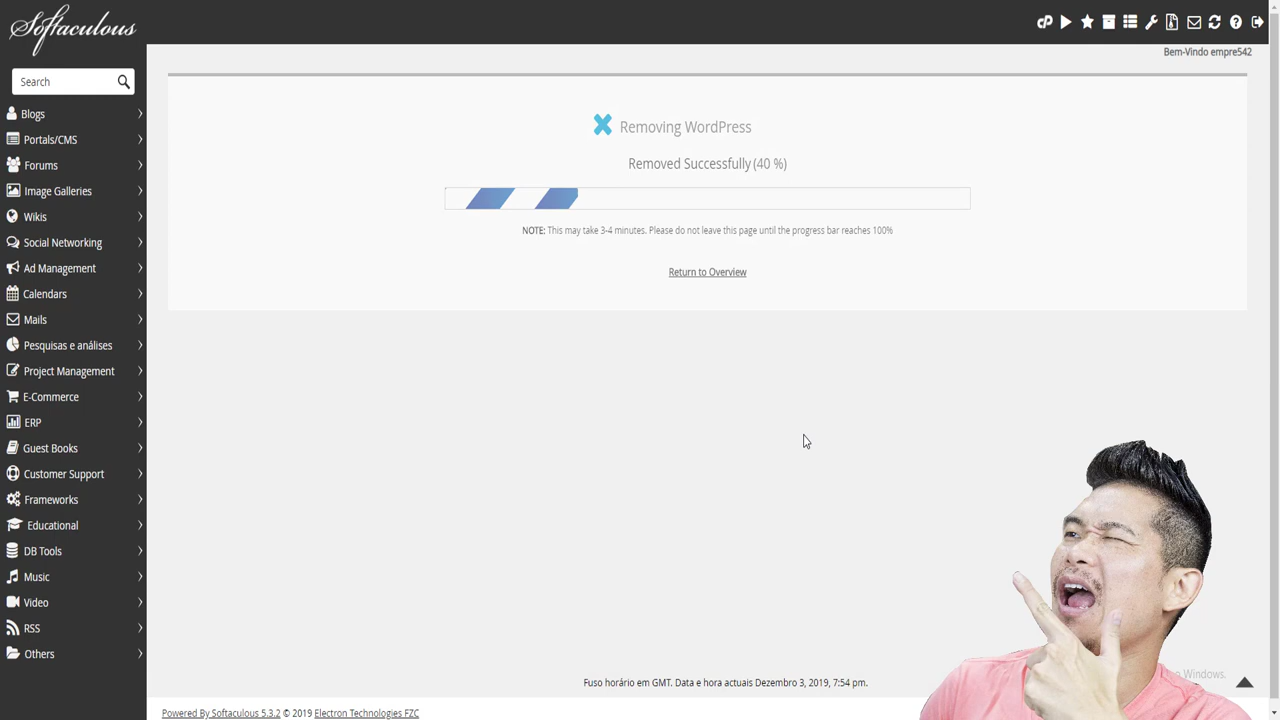 Softaculous
Bem-Vindo empre542
Search
Blogs
Portals/CMS
Forums
Image Galleries
Wikis
Social Networking
Ad Management
Calendars
Mails
Pesquisas e análises
Project Management
E-Commerce
ERP
Guest Books
Customer Support
Frameworks
Educational
DB Tools
Music
Video
RSS
Others
Removing WordPress
Removed Successfully (40 %)
NOTE: This may take 3-4 minutes. Please do not leave this page until the progress bar reaches 100%
Return to Overview
Windows.
Fuso horário em GMT. Data e hora actuais Dezembro 3, 2019, 7:54 pm.
Powered By Softaculous 5.3.2 © 2019 Electron Technologies FZC